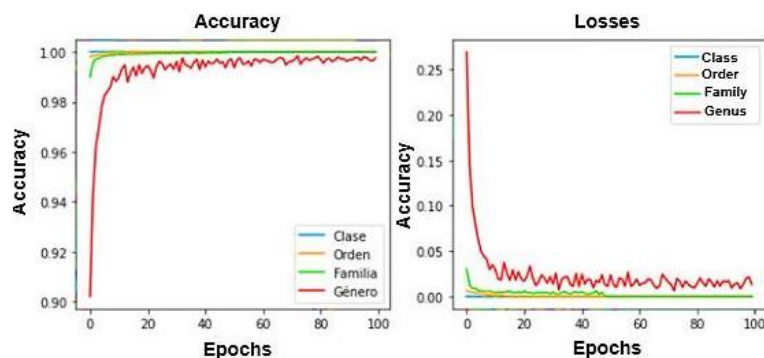 Accuracy
Accuracy
1.00
0.98
0.96
0.94
0.92
0.90
Clase
Orden
Familia
Género
0 20 40 60 80 100
Epochs
Losses
Accuracy
0.25
0.20
0.15
0.10
0.05
0.00
Class
Order
Family
Genus
0 20 40 60 80 100
Epochs